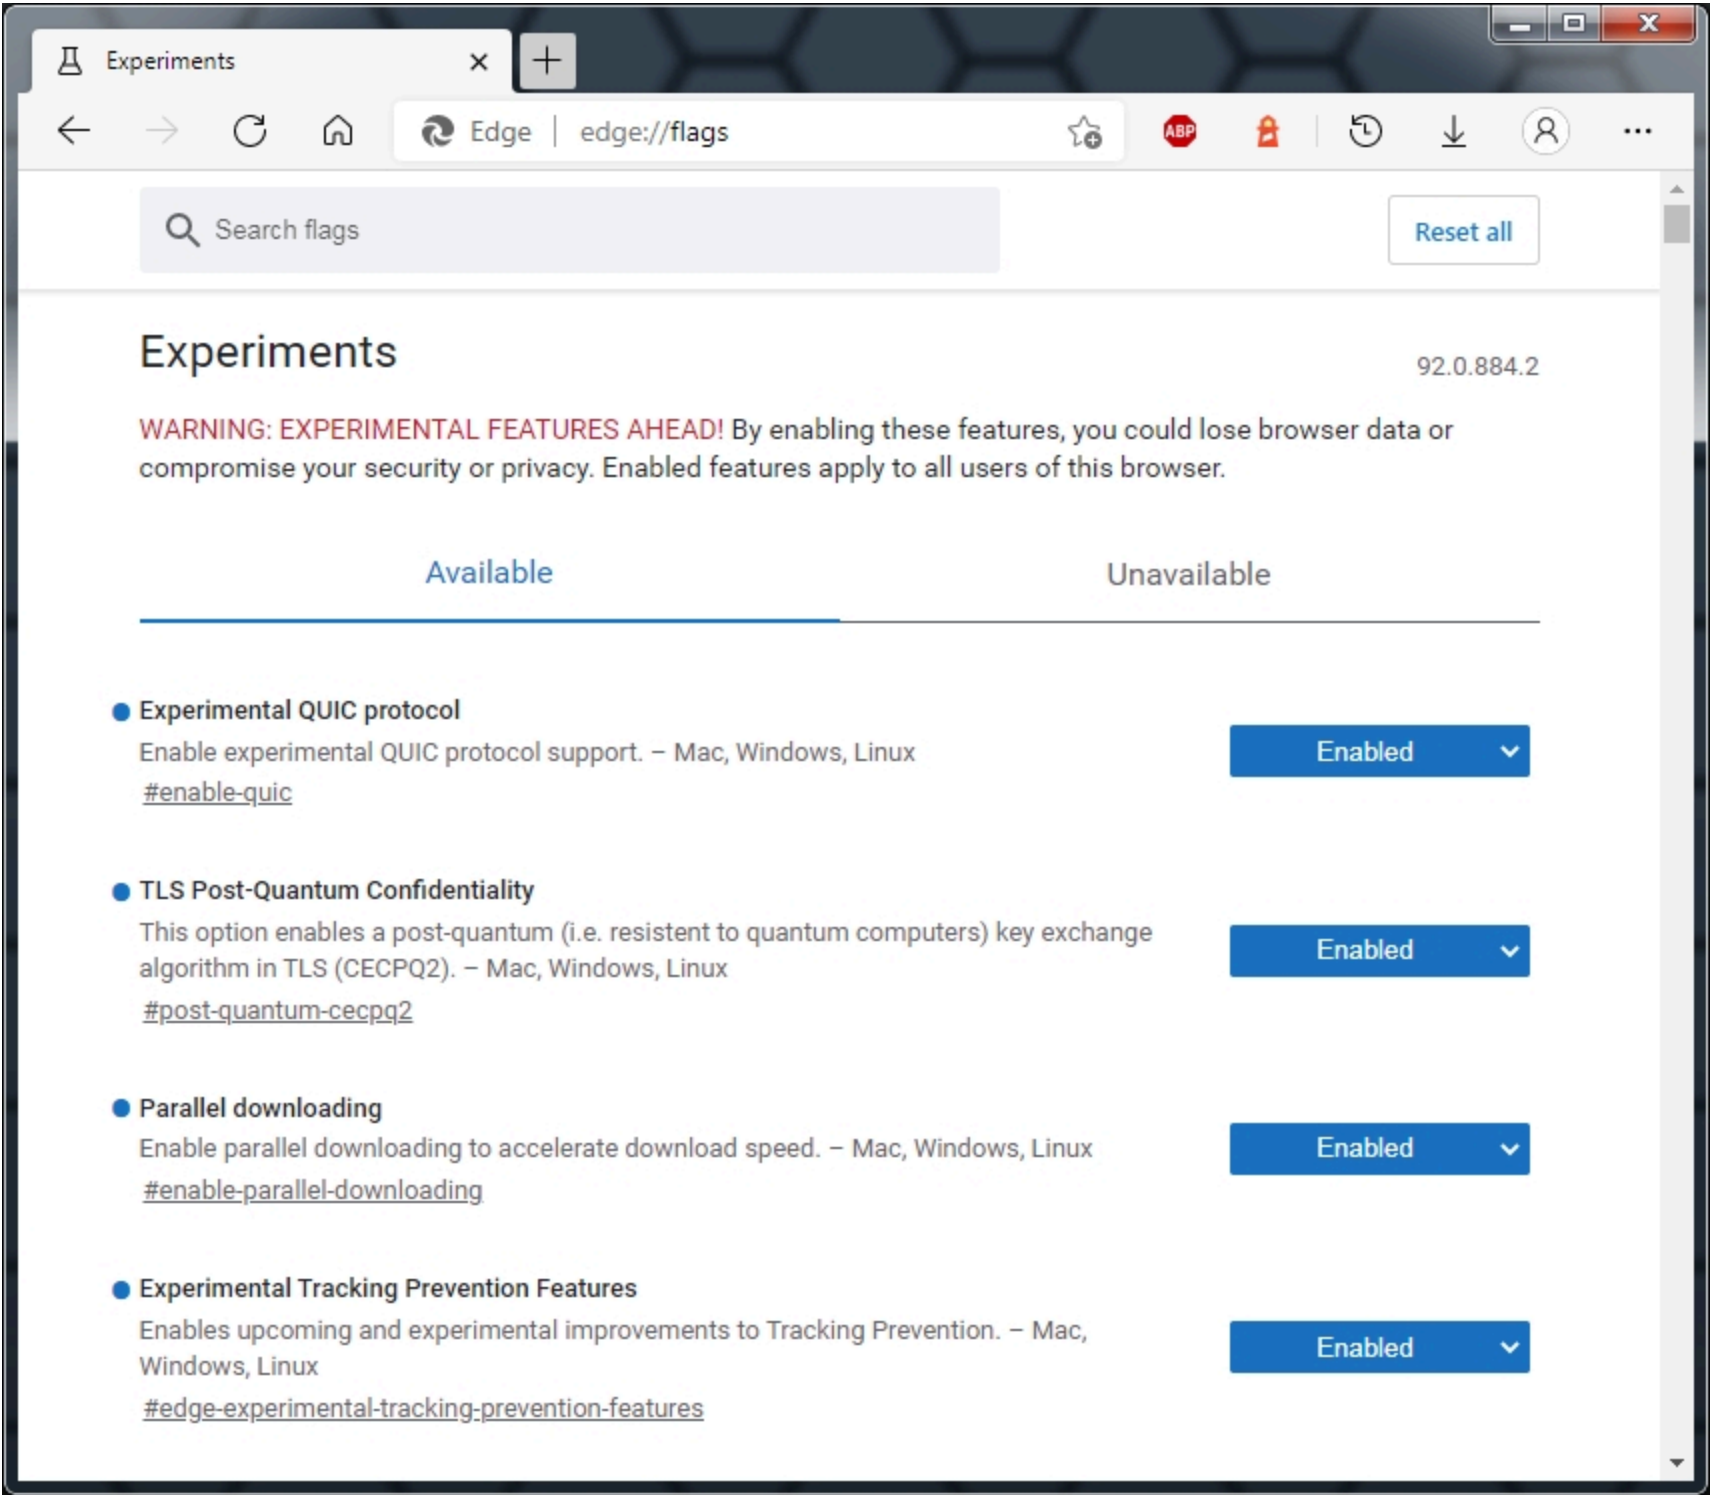 Experiments
Edge
edge://flags
ABP
Search flags
Reset all
Experiments
92.0.884.2
WARNING: EXPERIMENTAL FEATURES AHEAD! By enabling these features, you could lose browser data or
compromise your security or privacy. Enabled features apply to all users of this browser.
Available
Unavailable
Experimental QUIC protocol
Enable experimental QUIC protocol support. – Mac, Windows, Linux
#enable-quic
Enabled
TLS Post-Quantum Confidentiality
This option enables a post-quantum (i.e. resistent to quantum computers) key exchange
algorithm in TLS (CECPQ2). – Mac, Windows, Linux
#post-quantum-cecpq2
Enabled
Parallel downloading
Enable parallel downloading to accelerate download speed. – Mac, Windows, Linux
#enable-parallel-downloading
Enabled
Experimental Tracking Prevention Features
Enables upcoming and experimental improvements to Tracking Prevention. – Mac,
Windows, Linux
#edge-experimental-tracking-prevention-features
Enabled